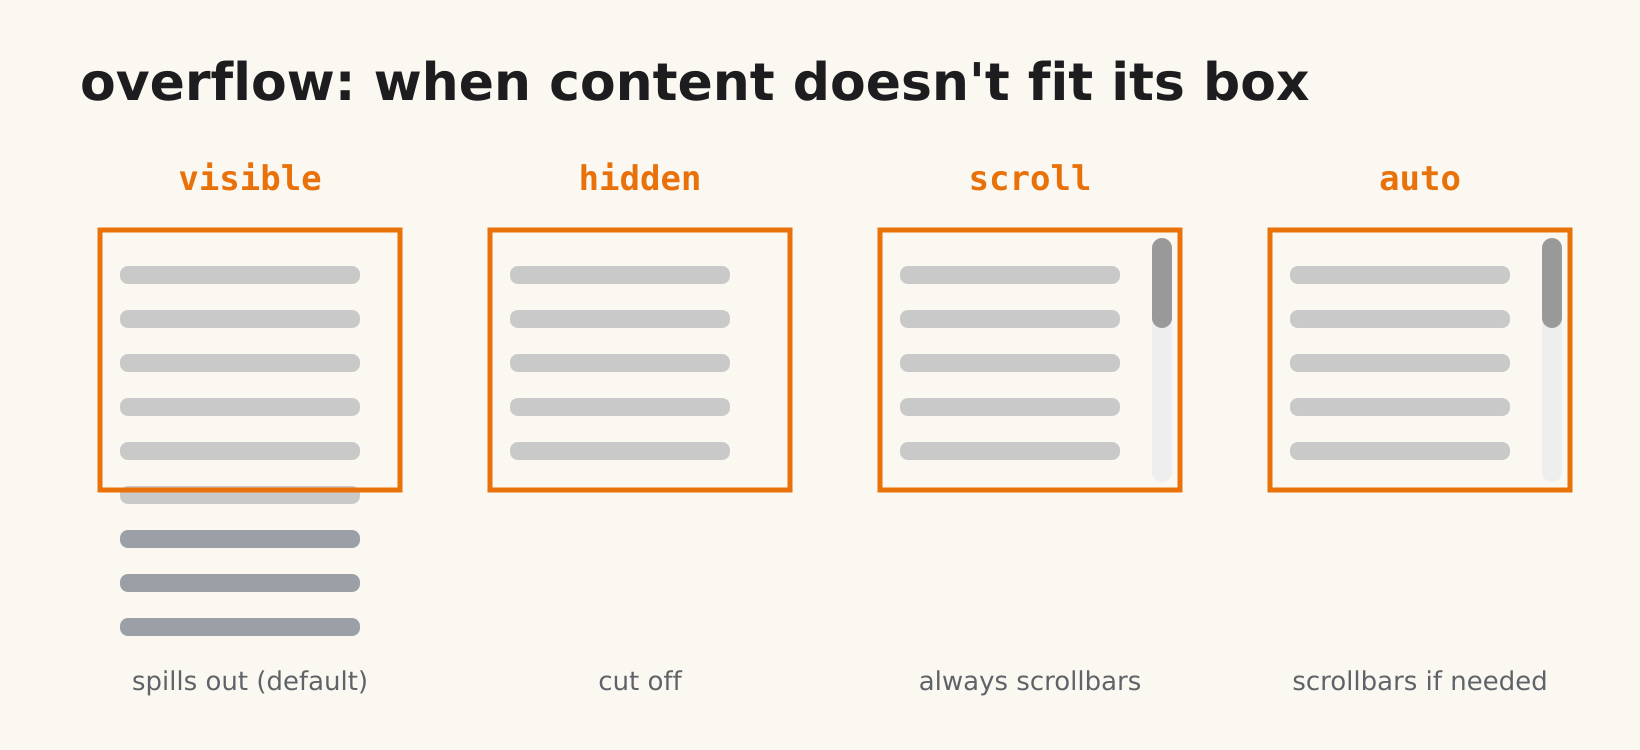 overflow: when content doesn't fit its box
visible
hidden
scroll
auto
spills out (default)
cut off
always scrollbars
scrollbars if needed